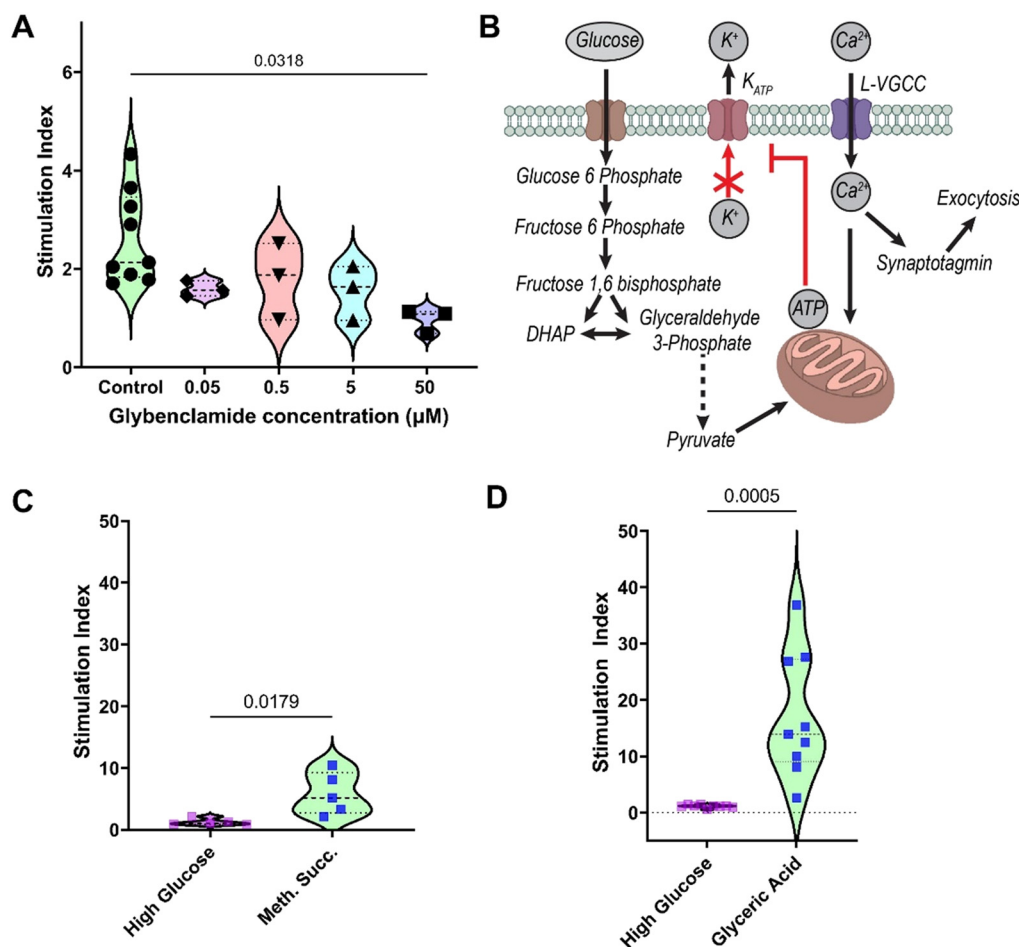 A
Stimulation Index
6
4
2
0
0.0318
Control
0.05
0.5
5
50
Glybenclamide concentration (µM)
B
Glucose
K+
Ca2+
KATP
L-VGCC
Glucose 6 Phosphate
Fructose 6 Phosphate
Fructose 1,6 bisphosphate
DHAP
Glyceraldehyde
3-Phosphate
Pyruvate
K+
Ca2+
Exocytosis
Synaptotagmin
ATP
C
Stimulation Index
50
40
30
20
10
0
0.0179
High Glucose
Meth. Succ.
D
0.0005
Stimulation Index
50
40
30
20
10
0
High Glucose
Glyceric Acid